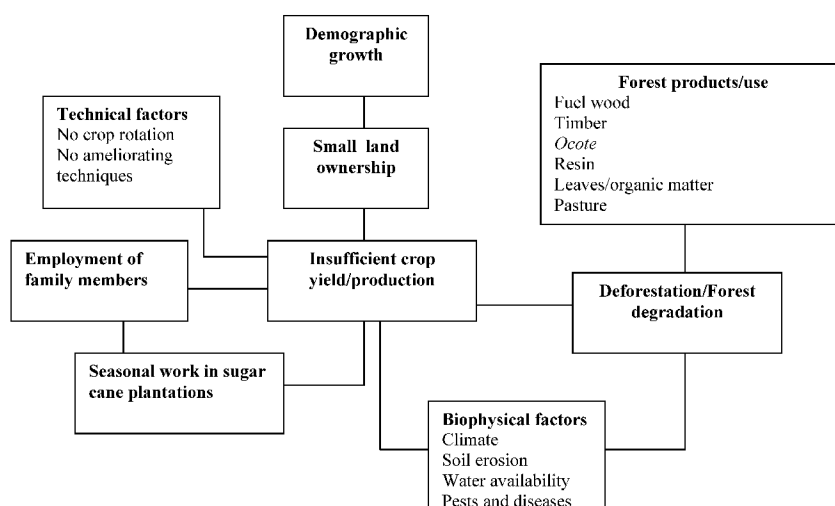 Demographic
growth
Forest products/use
Fuel wood
Timber
Ocote
Resin
Leaves/organic matter
Pasture
Technical factors
No crop rotation
No ameliorating
techniques
Small land
ownership
Employment of
family members
Insufficient crop
yield/production
Deforestation/Forest
degradation
Seasonal work in sugar
cane plantations
Biophysical factors
Climate
Soil erosion
Water availability
Pests and diseases